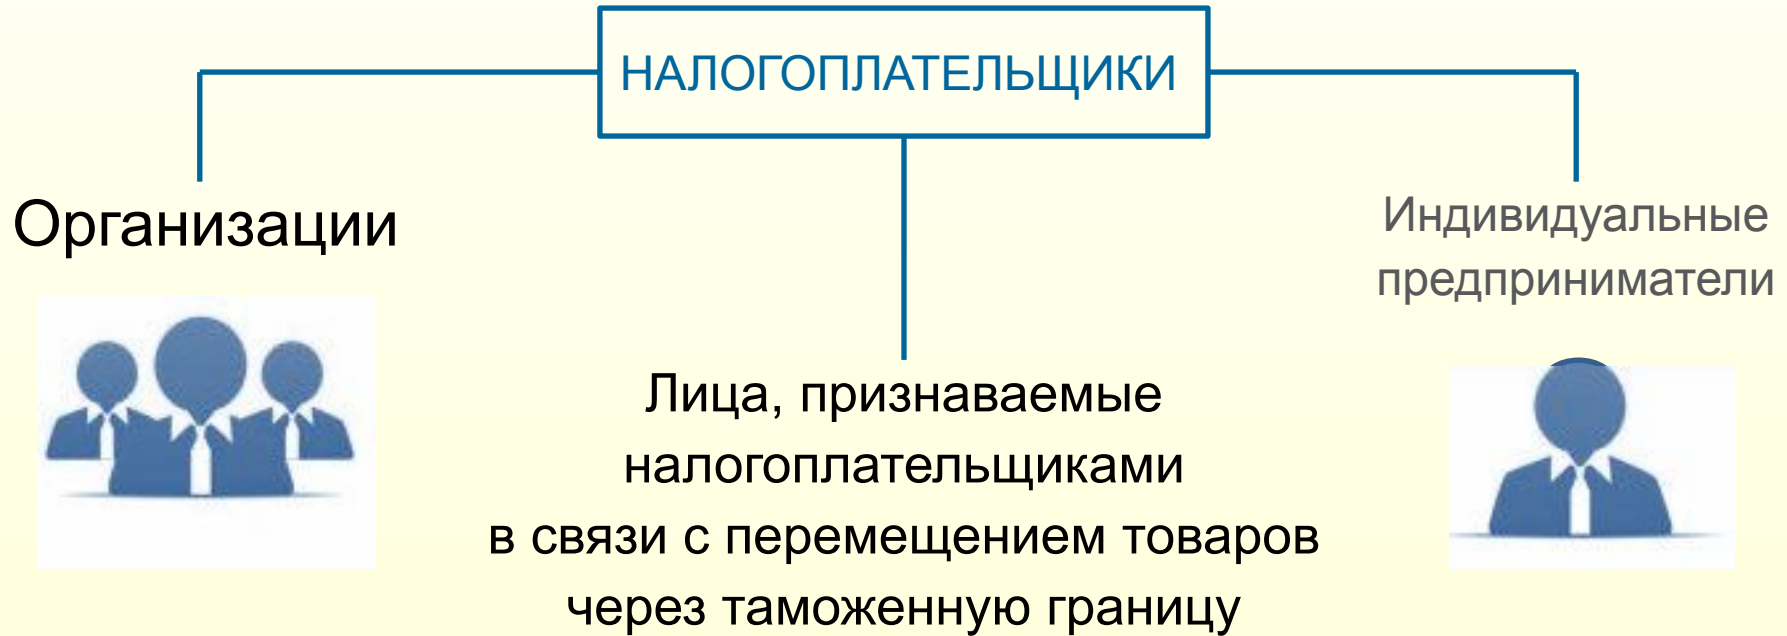 НАЛОГОПЛАТЕЛЬЩИКИ
Организации
Лица, признаваемые
налогоплательщиками
в связи с перемещением товаров
через таможенную границу
Индивидуальные
предприниматели